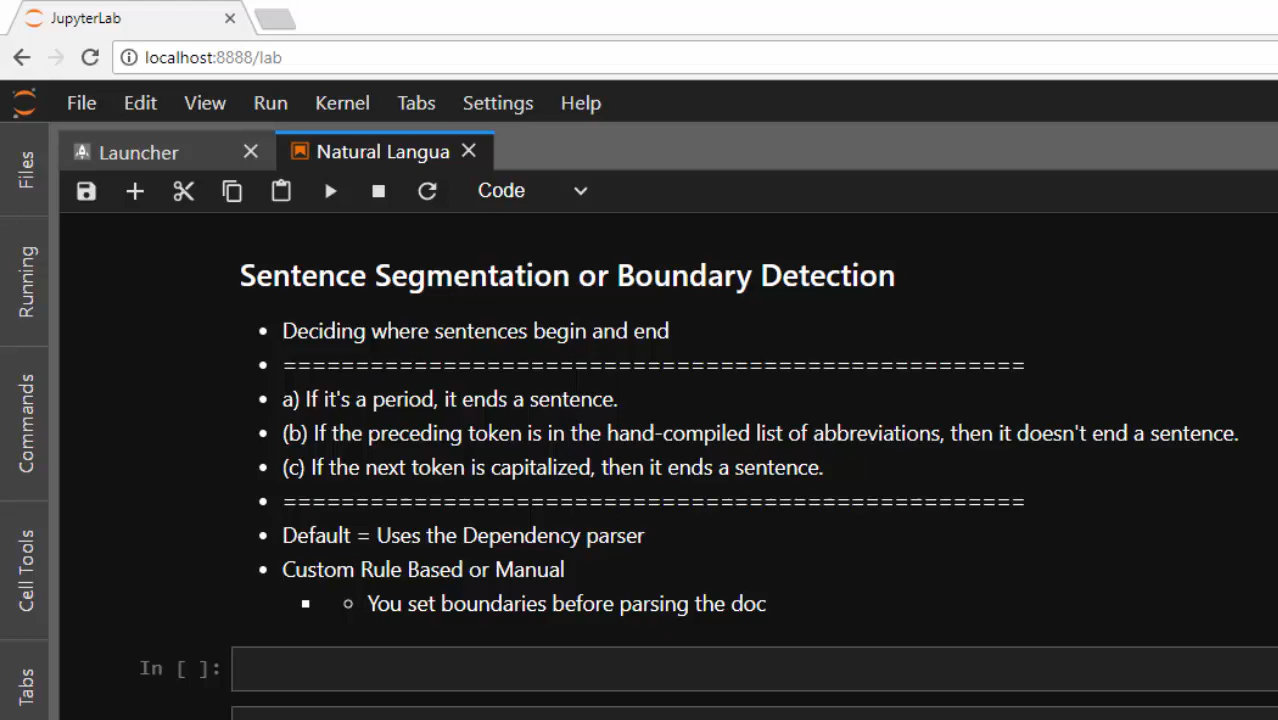 JupyterLab
localhost:8888/lab
File Edit View Run Kernel Tabs Settings Help
Launcher Natural Langua
Code
Files
Running
Commands
Cell Tools
Tabs
Sentence Segmentation or Boundary Detection
Deciding where sentences begin and end
===================================================
a) If it's a period, it ends a sentence.
(b) If the preceding token is in the hand-compiled list of abbreviations, then it doesn't end a sentence.
(c) If the next token is capitalized, then it ends a sentence.
===================================================
Default = Uses the Dependency parser
Custom Rule Based or Manual
You set boundaries before parsing the doc
In [ ]: